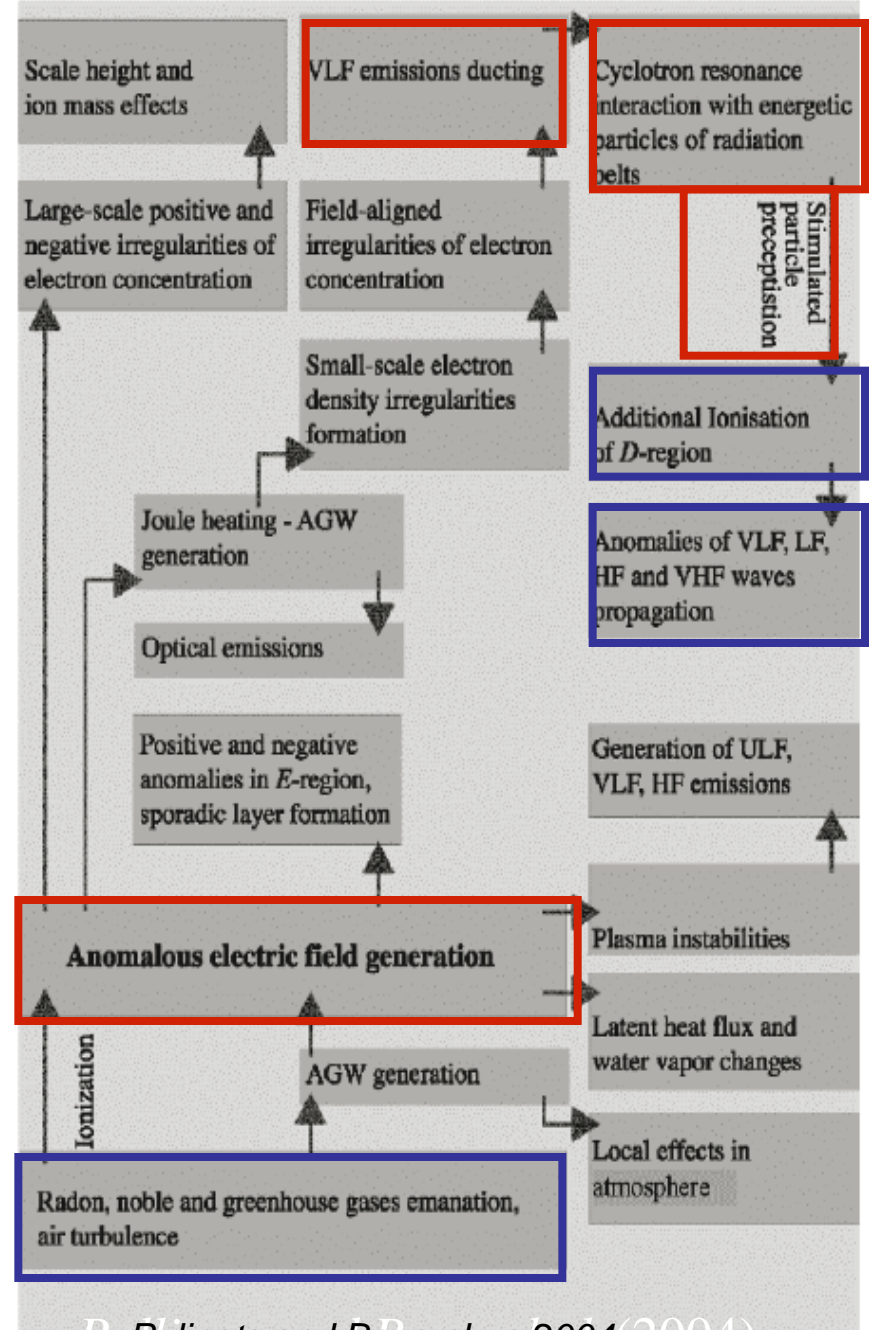 Scale height and
ion mass effects
VLF emissions ducting
Cyclotron resonance
interaction with energetic
particles of radiation
belts
Large-scale positive and
negative irregularities of
electron concentration
Field-aligned
irregularities of electron
concentration
Stimulated
particle
preceptistion
Small-scale electron
density irregularities
formation
Additional Ionisation
of D-region
Joule heating - AGW
generation
Anomalies of VLF, LF,
HF and VHF waves
propagation
Optical emissions
Positive and negative
anomalies in E-region,
sporadic layer formation
Generation of ULF,
VLF, HF emissions
Anomalous electric field generation
Plasma instabilities
Latent heat flux and
water vapor changes
Ionization
AGW generation
Local effects in
atmosphere
Radon, noble and greenhouse gases emanation,
air turbulence
2004 (2004)